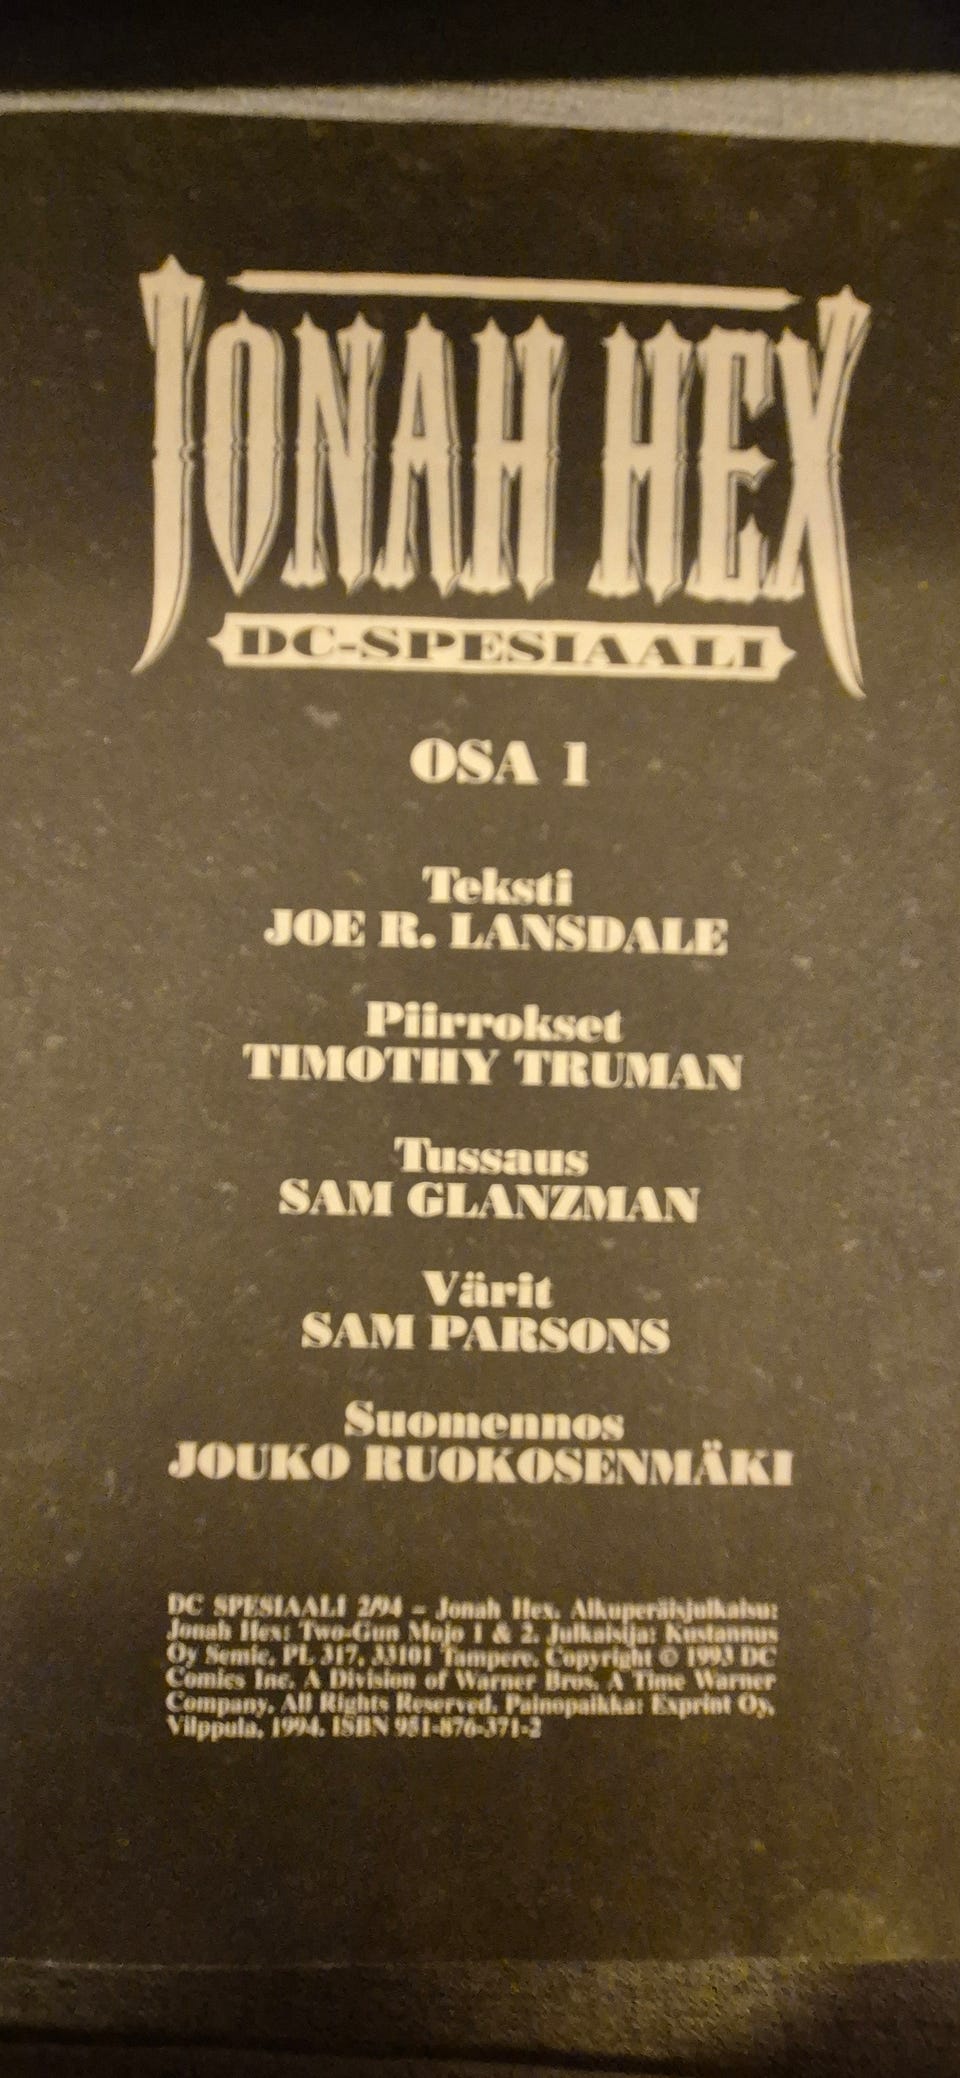 JONAH HEX
DC-SPESIAALI
OSA 1
Teksti
JOE R. LANSDALE
Piirrokset
TIMOTHY TRUMAN
Tussaus
SAM GLANZMAN
Värit
SAM PARSONS
Suomennos
JOUKO RUOKOSENMÄKI
DC SPESIAALI 2/94 – Jonah Hex. Alkuperäisjulkaisu:
Jonah Hex: Two-Gun Mojo 1 & 2. Julkaisija: Kustannus
Oy Semic, PL 317, 33101 Tampere. Copyright © 1993 DC
Comics Inc. A Division of Warner Bros. A Time Warner
Company. All Rights Reserved. Painopaikka: Exprint Oy,
Vilppula, 1994. ISBN 951-876-371-2